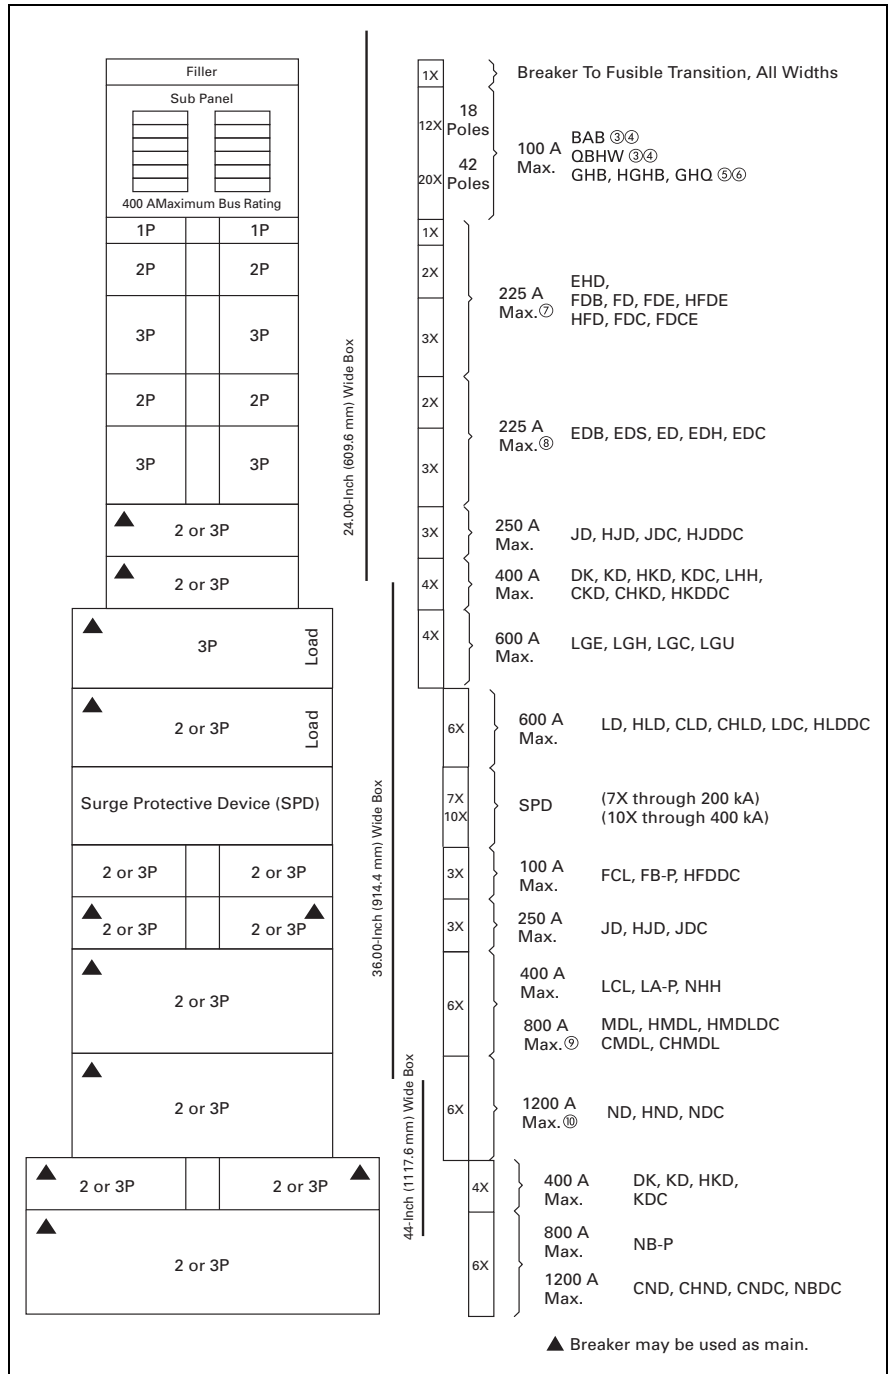 Filler
1X
Breaker To Fusible Transition, All Widths
Sub Panel
400 AMaximum Bus Rating
12X
18
Poles
20X
42
Poles
100 A
Max.
BAB ③④
QBHW ③④
GHB, HGHB, GHQ ⑤⑥
1P 1P
2P 2P
3P 3P
1X
2X
3X
225 A
Max.⑦
EHD,
FDB, FD, FDE, HFDE
HFD, FDC, FDCE
2P 2P
3P 3P
2X
3X
225 A
Max.⑧
EDB, EDS, ED, EDH, EDC
24.00-Inch (609.6 mm) Wide Box
▲ 2 or 3P
3X
250 A
Max.
JD, HJD, JDC, HJDDC
▲ 2 or 3P
4X
400 A
Max.
DK, KD, HKD, KDC, LHH,
CKD, CHKD, HKDDC
▲ 3P Load
4X
600 A
Max.
LGE, LGH, LGC, LGU
▲ 2 or 3P Load
6X
600 A
Max.
LD, HLD, CLD, CHLD, LDC, HLDDC
Surge Protective Device (SPD)
7X
10X
SPD
(7X through 200 kA)
(10X through 400 kA)
2 or 3P 2 or 3P
3X
100 A
Max.
FCL, FB-P, HFDDC
▲ 2 or 3P 2 or 3P ▲
3X
250 A
Max.
JD, HJD, JDC
36.00-Inch (914.4 mm) Wide Box
▲ 2 or 3P
6X
400 A
Max.
LCL, LA-P, NHH
800 A
Max.⑨
MDL, HMDL, HMDLDC
CMDL, CHMDL
▲ 2 or 3P
6X
1200 A
Max.⑩
ND, HND, NDC
44-Inch (1117.6 mm) Wide Box
▲ 2 or 3P 2 or 3P ▲
4X
400 A
Max.
DK, KD, HKD,
KDC
▲ 2 or 3P
6X
800 A
Max.
NB-P
1200 A
Max.
CND, CHND, CNDC, NBDC
▲ Breaker may be used as main.